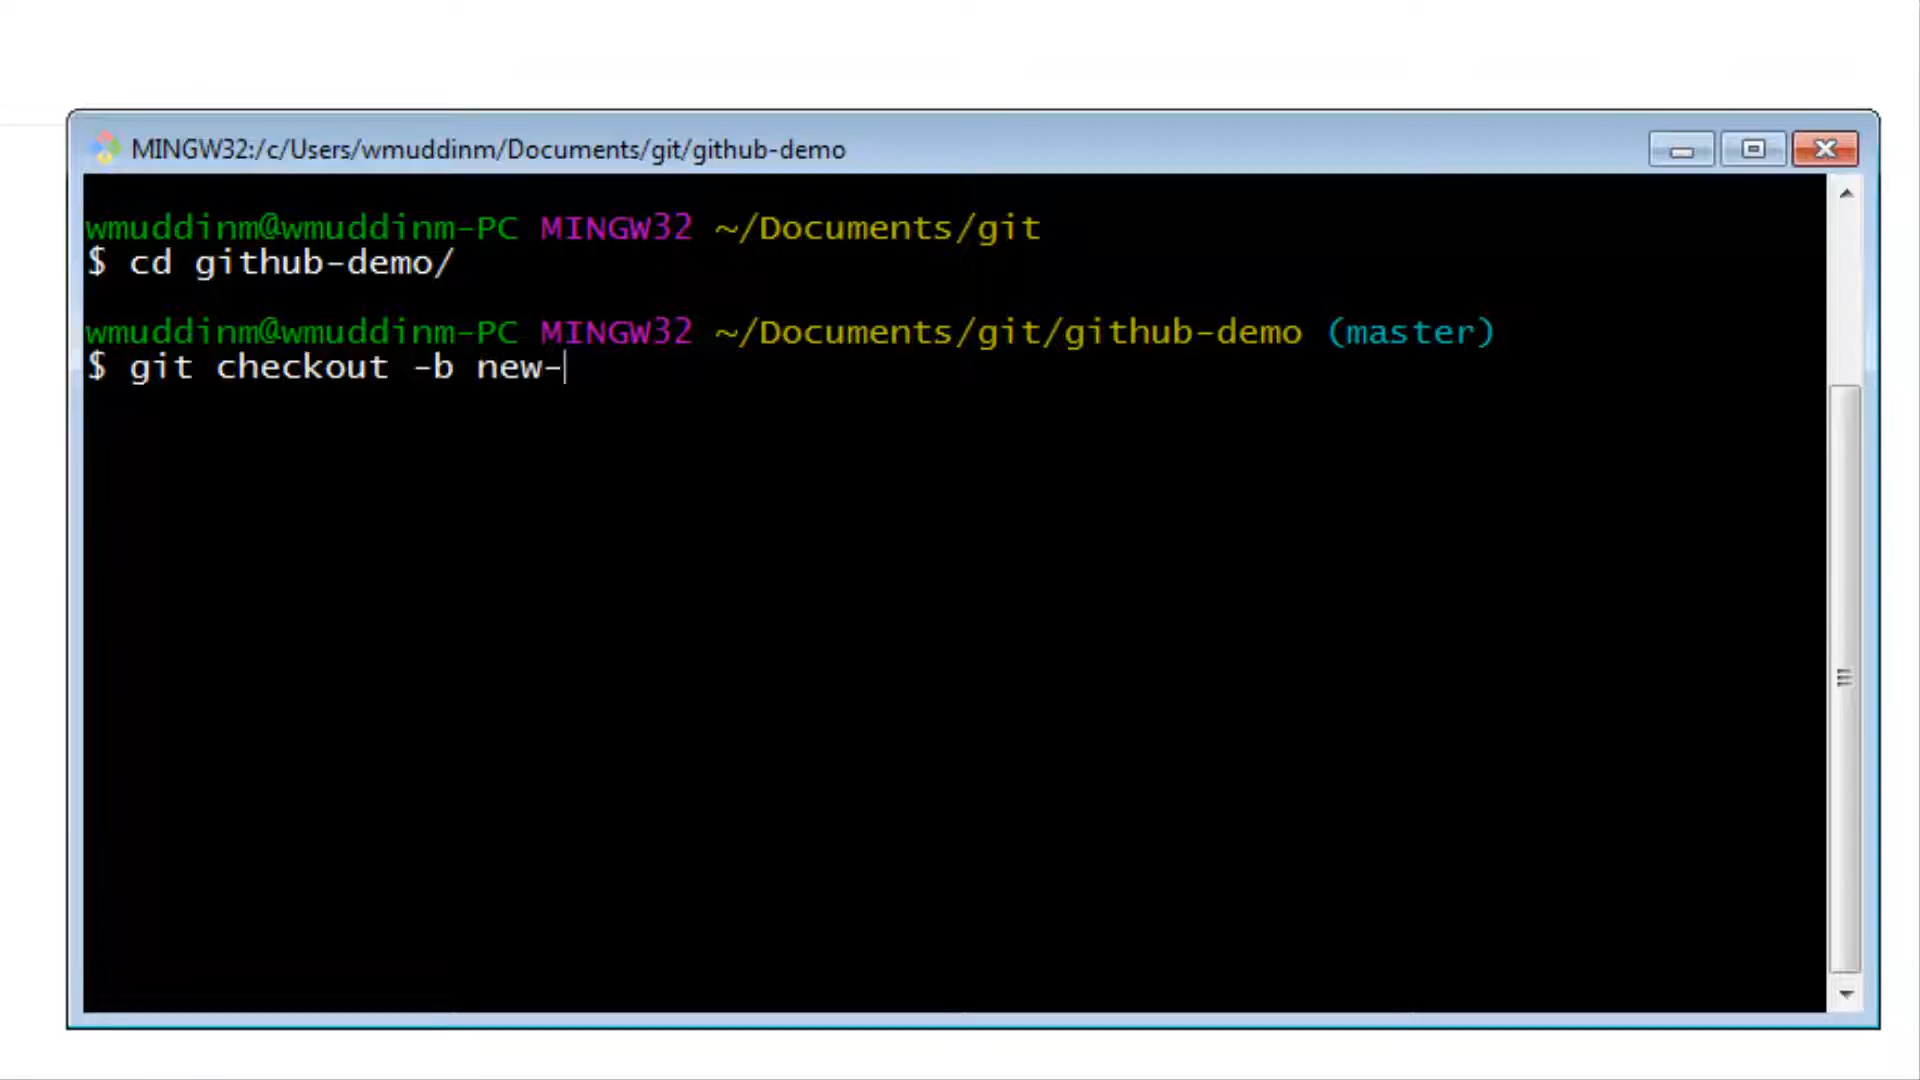 MINGW32:/c/Users/wmuddinm/Documents/git/github-demo
wmuddinm@wmuddinm-PC MINGW32 ~/Documents/git
$ cd github-demo/
wmuddinm@wmuddinm-PC MINGW32 ~/Documents/git/github-demo (master)
$ git checkout -b new-